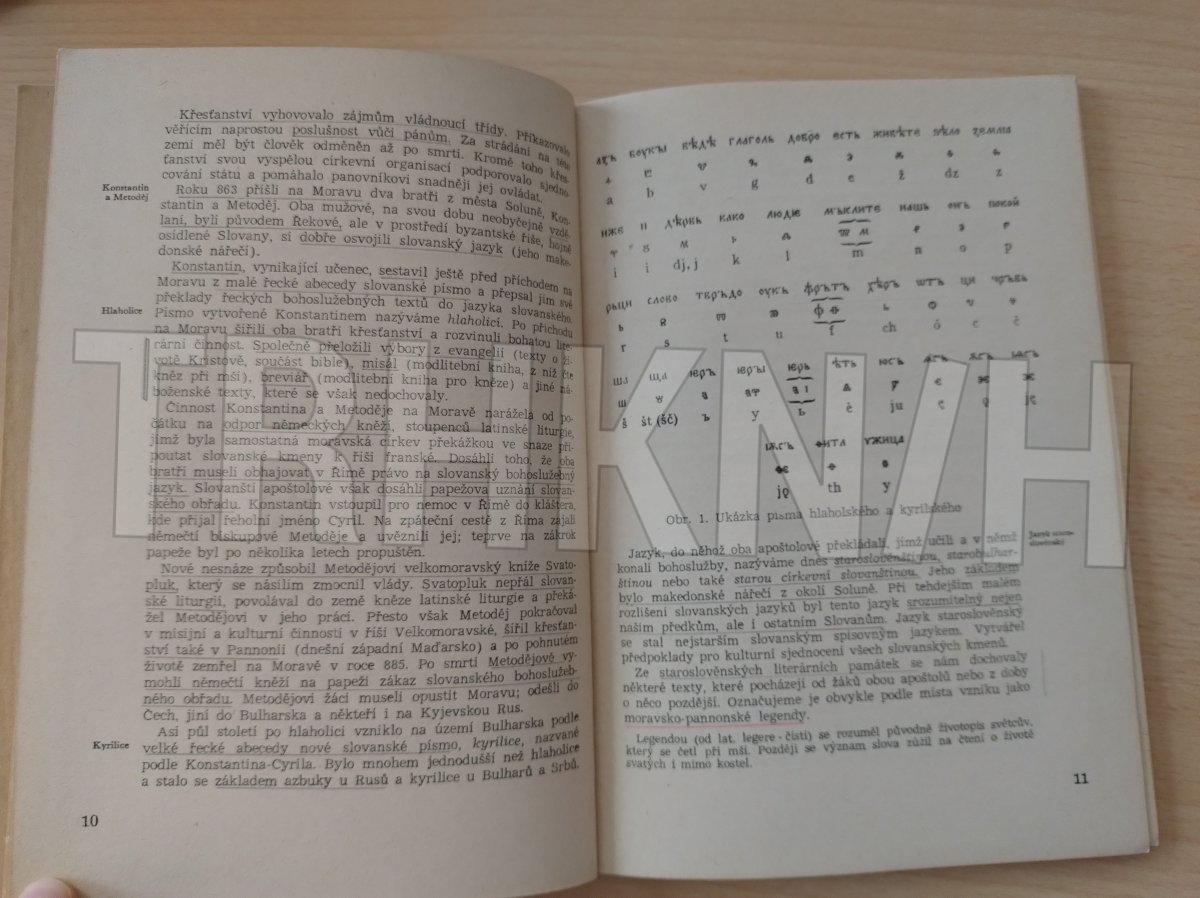 Křesťanství vyhovovalo zájmům vládnoucí třídy. Přikazovalo
věřícím naprostou poslušnost vůči pánům. Za strádání na této
zemi měl být člověk odměněn až po smrti. Kromě toho křes-
ťanství svou vyspělou církevní organisací podporovalo sjedno-
cování státu a pomáhalo panovníkovi snadněji jej ovládat.
Konstantin
a Metoděj
Roku 863 přišli na Moravu dva bratři z města Soluně, Kon-
stantin a Metoděj. Oba mužové, na svou dobu neobyčejně vzdě-
laní, byli původem Řekové, ale v prostředí byzantské říše, hojně
osídlené Slovany, si dobře osvojili slovanský jazyk (jeho make-
donské nářečí).
Konstantin, vynikající učenec, sestavil ještě před příchodem na
Moravu z malé řecké abecedy slovanské písmo a přepsal jím své
překlady řeckých bohoslužebných textů do jazyka slovanského.
Hlaholice
Písmo vytvořené Konstantinem nazýváme hlaholicí. Po příchodu
na Moravu šířili oba bratři křesťanství a rozvinuli bohatou lite-
rární činnost. Společně přeložili výbory z evangelií (texty o ži-
votě Kristově, součást bible), misál (modlitební kniha, z níž čte
kněz při mši), breviář (modlitební kniha pro kněze) a jiné ná-
boženské texty, které se však nedochovaly.
Činnost Konstantina a Metoděje na Moravě narážela od po-
čátku na odpor německých kněží, stoupenců latinské liturgie,
jimž byla samostatná moravská církev překážkou ve snaze při-
poutat slovanské kmeny k říši franské. Dosáhli toho, že oba
bratři museli obhajovat v Římě právo na slovanský bohoslužebný
jazyk. Slovanští apoštolové však dosáhli papežova uznání slovan-
ského obřadu. Konstantin vstoupil pro nemoc v Římě do kláštera,
kde přijal řeholní jméno Cyril. Na zpáteční cestě z Říma zajali
němečtí biskupové Metoděje a uvěznili jej; teprve na zákrok
papeže byl po několika letech propuštěn.
Nové nesnáze způsobil Metodějovi velkomoravský kníže Svato-
pluk, který se násilím zmocnil vlády. Svatopluk nepřál slovan-
ské liturgii, povolával do země kněze latinské liturgie a překá-
žel Metodějovi v jeho práci. Přesto však Metoděj pokračoval
v misijní a kulturní činnosti v říši Velkomoravské, šířil křesťan-
ství také v Pannonii (dnešní západní Maďarsko) a po pohnutém
životě zemřel na Moravě v roce 885. Po smrti Metodějově vy-
mohli němečtí kněží na papeži zákaz slovanského bohoslužeb-
ného obřadu. Metodějovi žáci museli opustit Moravu; odešli do
Čech, jiní do Bulharska a někteří i na Kyjevskou Rus.
Asi půl století po hlaholici vzniklo na území Bulharska podle
Kyrilice
velké řecké abecedy nové slovanské písmo, kyrilice, nazvané
podle Konstantina-Cyrila. Bylo mnohem jednodušší než hlaholice
a stalo se základem azbuky u Rusů a kyrilice u Bulharů a Srbů.
10
глаголь добро есть
a b v g d e ž dz z
иже и како людие мыслите нашь онъ покой
j i dj, j k l m n o p
рьци слово тврьдо
r s t u f ch ó c č
š št (šč) ъ y ь ě ju ę ǫ ję
ѫжица
jǫ th y
Obr. 1. Ukázka písma hlaholského a kyrilského
Jazyk, do něhož oba apoštolové překládali, jímž učili a v němž
konali bohoslužby, nazýváme dnes staroslověnštinou, starobulhar-
štinou nebo také starou církevní slovanštinou. Jeho základem
bylo makedonské nářečí z okolí Soluně. Při tehdejším malém
rozlišení slovanských jazyků byl tento jazyk srozumitelný nejen
našim předkům, ale i ostatním Slovanům. Jazyk staroslověnský
se stal nejstarším slovanským spisovným jazykem. Vytvářel
předpoklady pro kulturní sjednocení všech slovanských kmenů.
Ze staroslověnských literárních památek se nám dochovaly
některé texty, které pocházejí od žáků obou apoštolů nebo z doby
o něco pozdější. Označujeme je obvykle podle místa vzniku jako
moravsko-pannonské legendy.
Legendou (od lat. legere - čísti) se rozuměl původně životopis světců,
který se četl při mši. Později se význam slova zúžil na čtení o životě
svatých i mimo kostel.
11